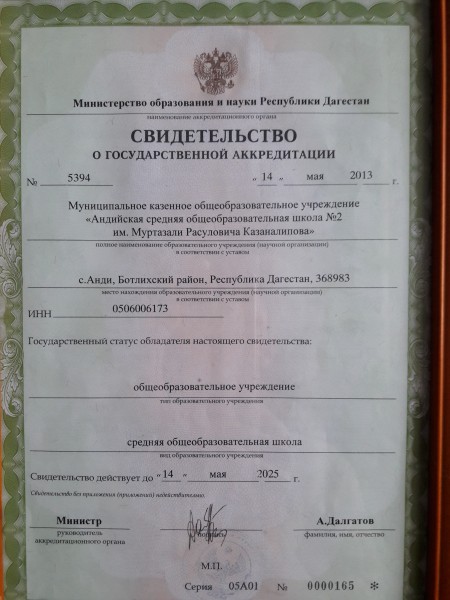 Министерство образования и науки Республики Дагестан
наименование аккредитационного органа
СВИДЕТЕЛЬСТВО
О ГОСУДАРСТВЕННОЙ АККРЕДИТАЦИИ
№ 5394 „ 14 „ мая 2013 г.
Муниципальное казенное общеобразовательное учреждение
«Андийская средняя общеобразовательная школа №2
им. Муртазали Расуловича Казаналипова»
полное наименование образовательного учреждения (научной организации)
в соответствии с уставом
с.Анди, Ботлихский район, Республика Дагестан, 368983
место нахождения образовательного учреждения (научной организации)
в соответствии с уставом
ИНН 0506006173
Государственный статус обладателя настоящего свидетельства:
общеобразовательное учреждение
тип образовательного учреждения
средняя общеобразовательная школа
вид образовательного учреждения
Свидетельство действует до „ 14 „ мая 2025 г.
Свидетельство без приложения (приложений) недействительно.
Министр А.Далгатов
руководитель подпись фамилия, имя, отчество
аккредитационного органа
М.П.
Серия 05А01 № 0000165 *